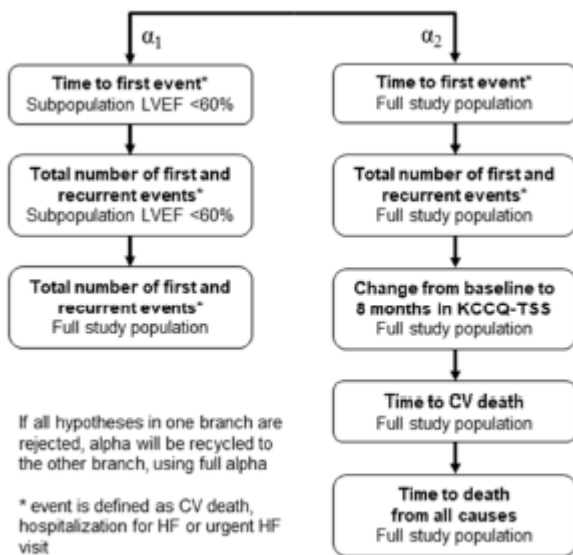 α1
α2
Time to first event*
Subpopulation LVEF <60%
Total number of first and
recurrent events*
Subpopulation LVEF <60%
Total number of first and
recurrent events*
Full study population
Time to first event*
Full study population
Total number of first and
recurrent events*
Full study population
Change from baseline to
8 months in KCCQ-TSS
Full study population
Time to CV death
Full study population
Time to death
from all causes
Full study population
If all hypotheses in one branch are
rejected, alpha will be recycled to
the other branch, using full alpha
* event is defined as CV death,
hospitalization for HF or urgent HF
visit